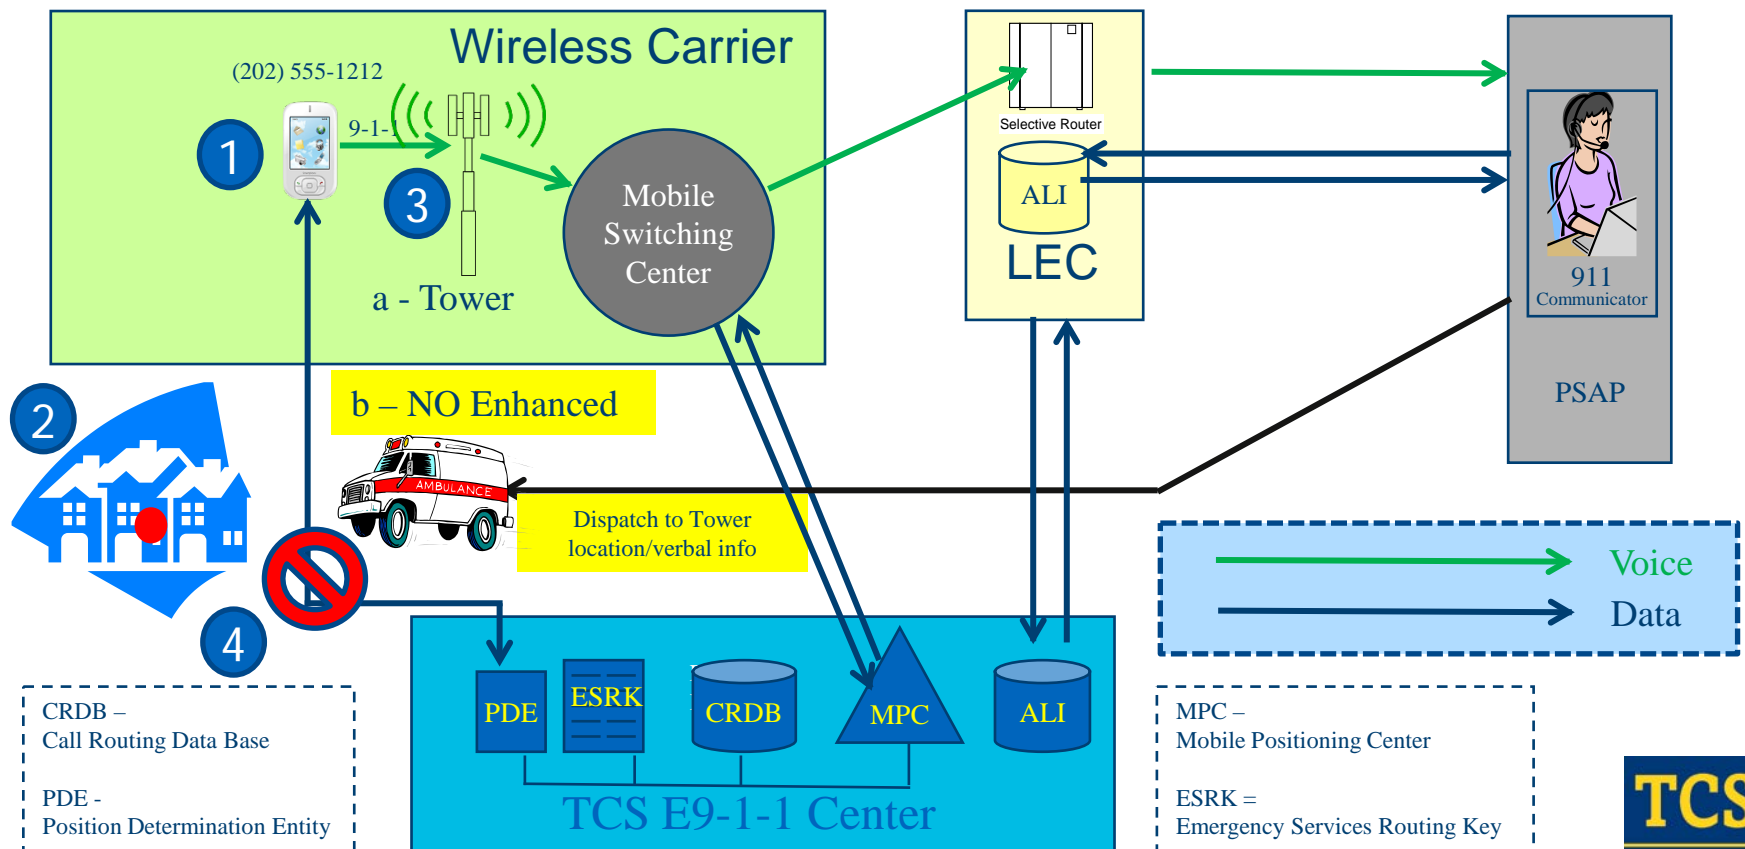 Wireless Carrier
(202) 555-1212
9-1-1
1
3
a - Tower
Mobile
Switching
Center
Selective Router
ALI
LEC
911
Communicator
PSAP
2
b – NO Enhanced
AMBULANCE
Dispatch to Tower
location/verbal info
4
Voice
Data
PDE
ESRK
CRDB
MPC
ALI
TCS E9-1-1 Center
CRDB –
Call Routing Data Base
PDE -
Position Determination Entity
MPC –
Mobile Positioning Center
ESRK =
Emergency Services Routing Key
TCS